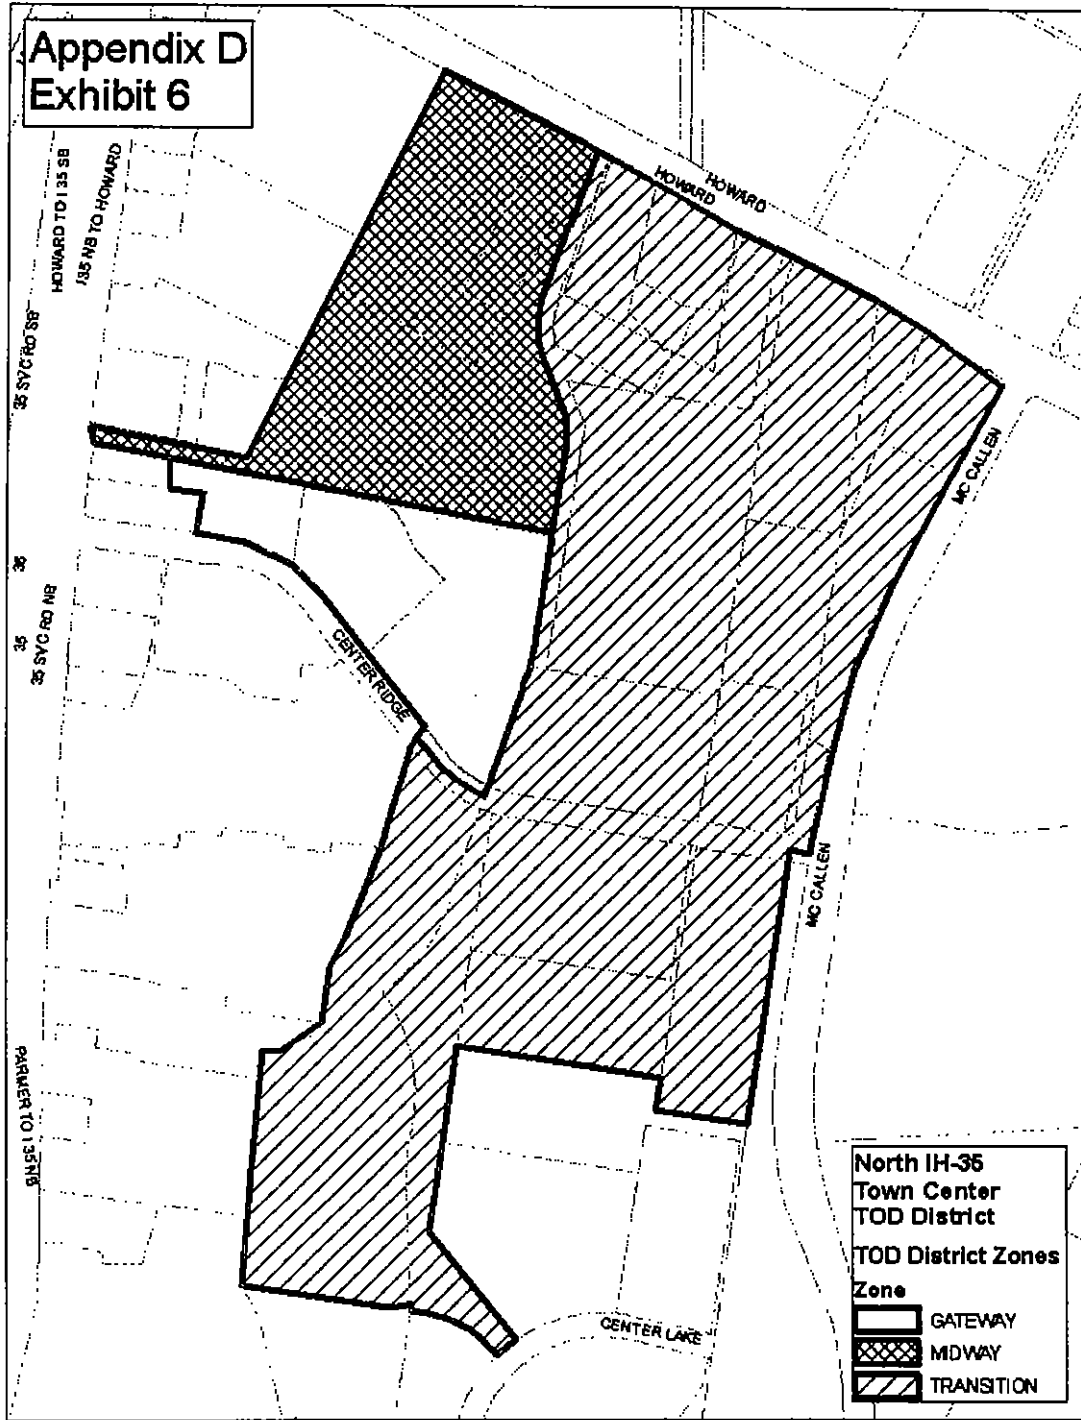 Appendix D
Exhibit 6
HOWARD TO I 35 SB
I35 NB TO HOWARD
HOWARD
HOWARD
35 SVC RD SB
MC CALLEN
35
35
35 SVC RD NB
CENTER RIDGE
MC CALLEN
PARMER TO I 35 NB
CENTER LAKE
North IH-35
Town Center
TOD District
TOD District Zones
Zone
GATEWAY
MIDWAY
TRANSITION